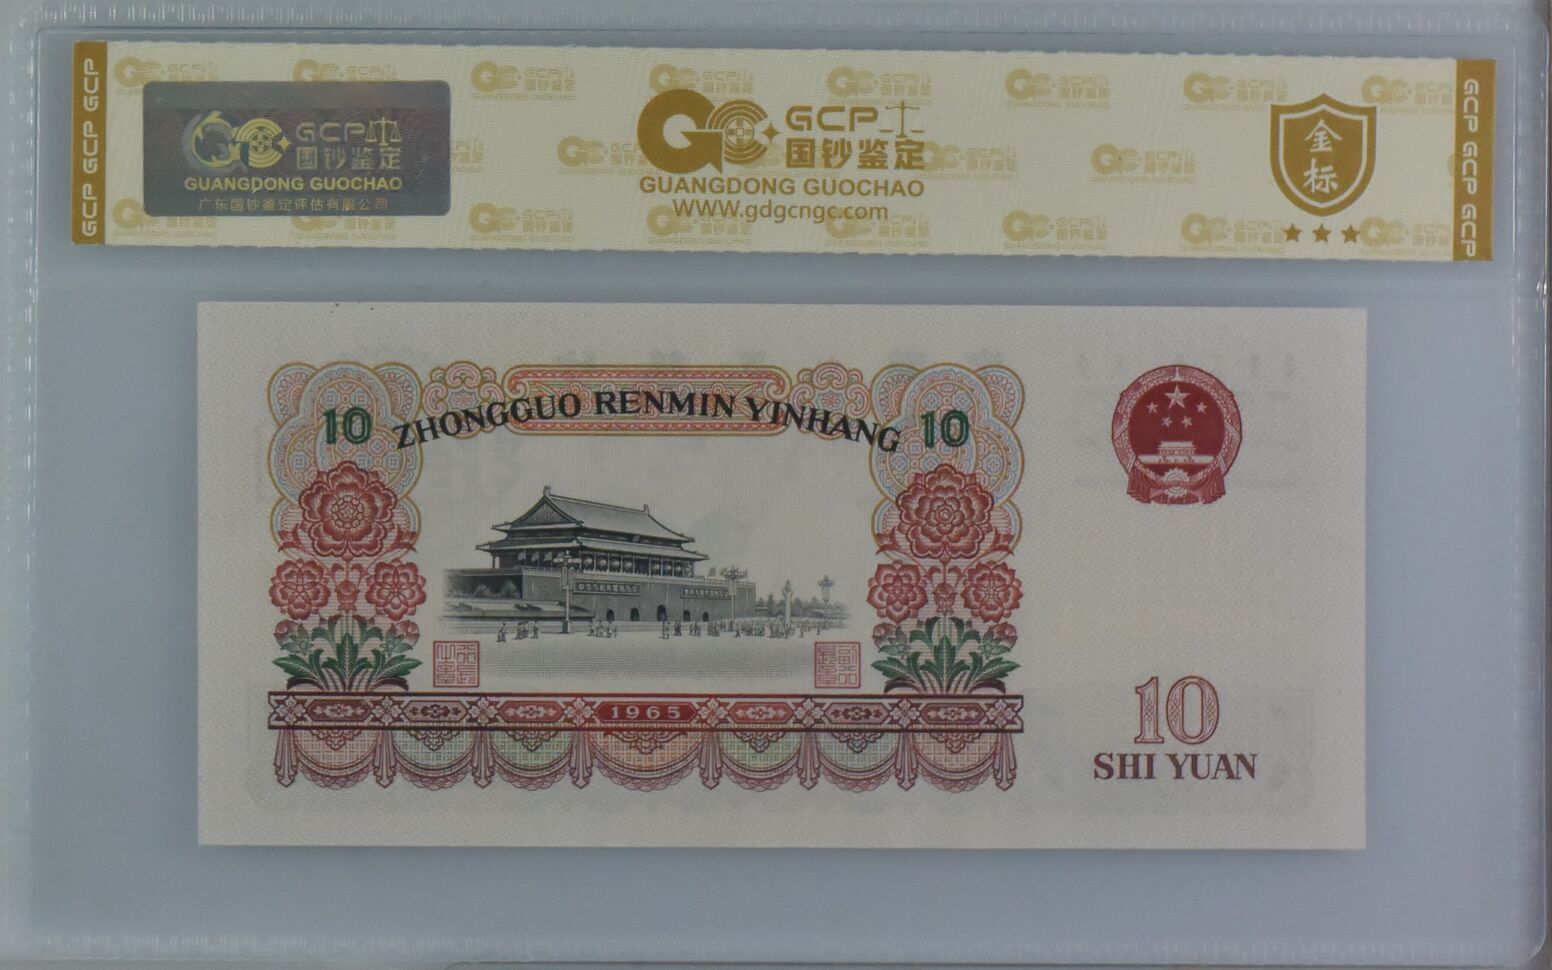 GCP GCP GCP
GCP
国钞鉴定
GUANGDONG GUOCHAO
广东国钞鉴定评估有限公司
GCP
国钞鉴定
GUANGDONG GUOCHAO
WWW.gdgcngc.com
金
标
GCP GCP GCP
10 ZHONGGUO RENMIN YINHANG 10
1965
10
SHI YUAN